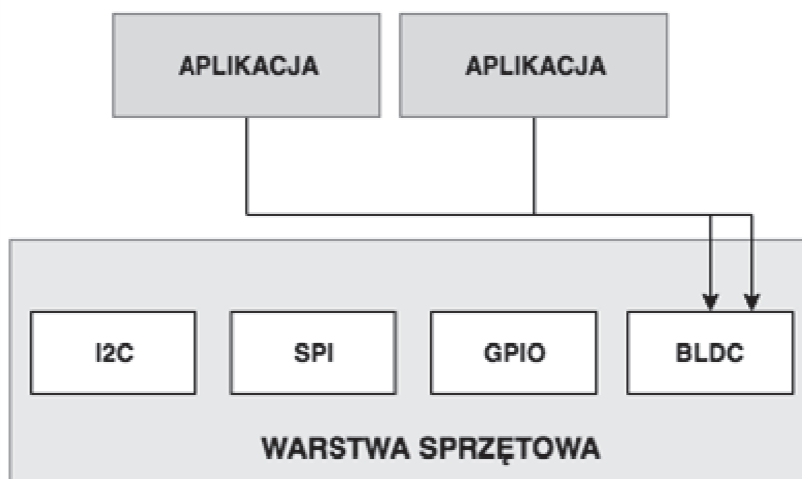 APLIKACJA
APLIKACJA
I2C
SPI
GPIO
BLDC
WARSTWA SPRZĘTOWA